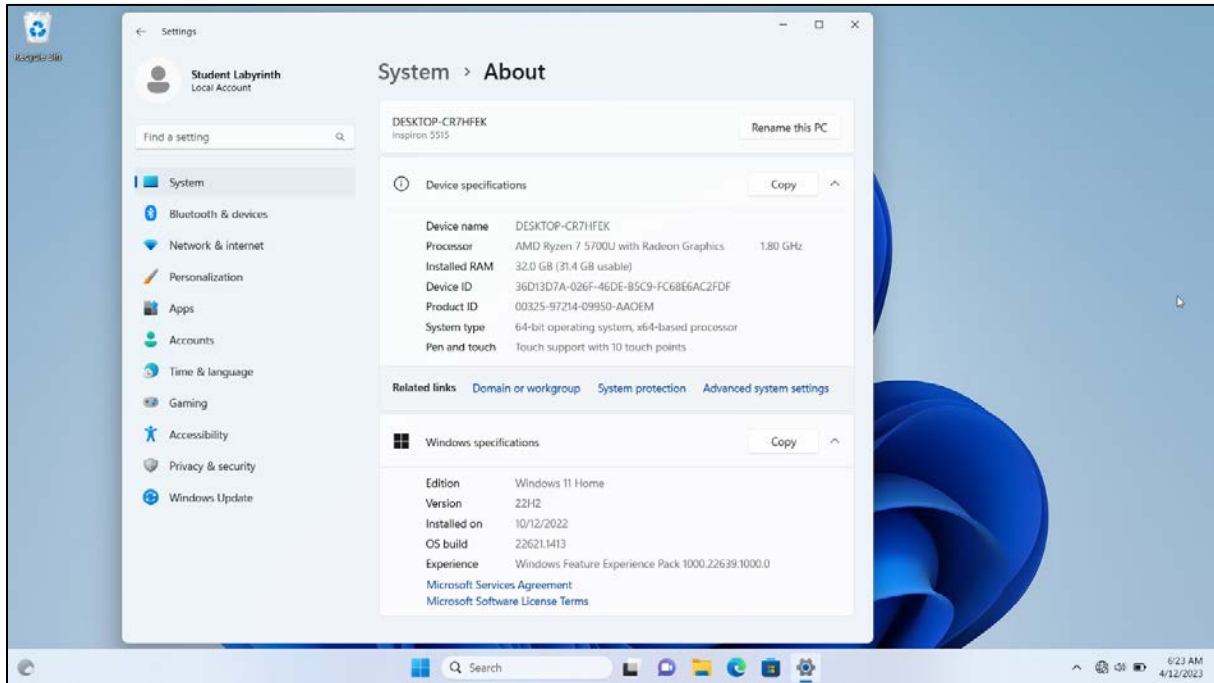 Recycle Bin
Settings
Student Labyrinth
Local Account
Find a setting
System
Bluetooth & devices
Network & internet
Personalization
Apps
Accounts
Time & language
Gaming
Accessibility
Privacy & security
Windows Update
System > About
DESKTOP-CR7HFEK
Inspiron 5515
Rename this PC
Device specifications
Copy
Device name DESKTOP-CR7HFEK
Processor AMD Ryzen 7 5700U with Radeon Graphics 1.80 GHz
Installed RAM 32.0 GB (31.4 GB usable)
Device ID 36D13D7A-026F-46DE-85C9-FC68E6AC2FDF
Product ID 00325-97214-09950-AAOEM
System type 64-bit operating system, x64-based processor
Pen and touch Touch support with 10 touch points
Related links Domain or workgroup System protection Advanced system settings
Windows specifications
Copy
Edition Windows 11 Home
Version 22H2
Installed on 10/12/2022
OS build 22621.1413
Experience Windows Feature Experience Pack 1000.22639.1000.0
Microsoft Services Agreement
Microsoft Software License Terms
Search
6:23 AM
4/12/2023